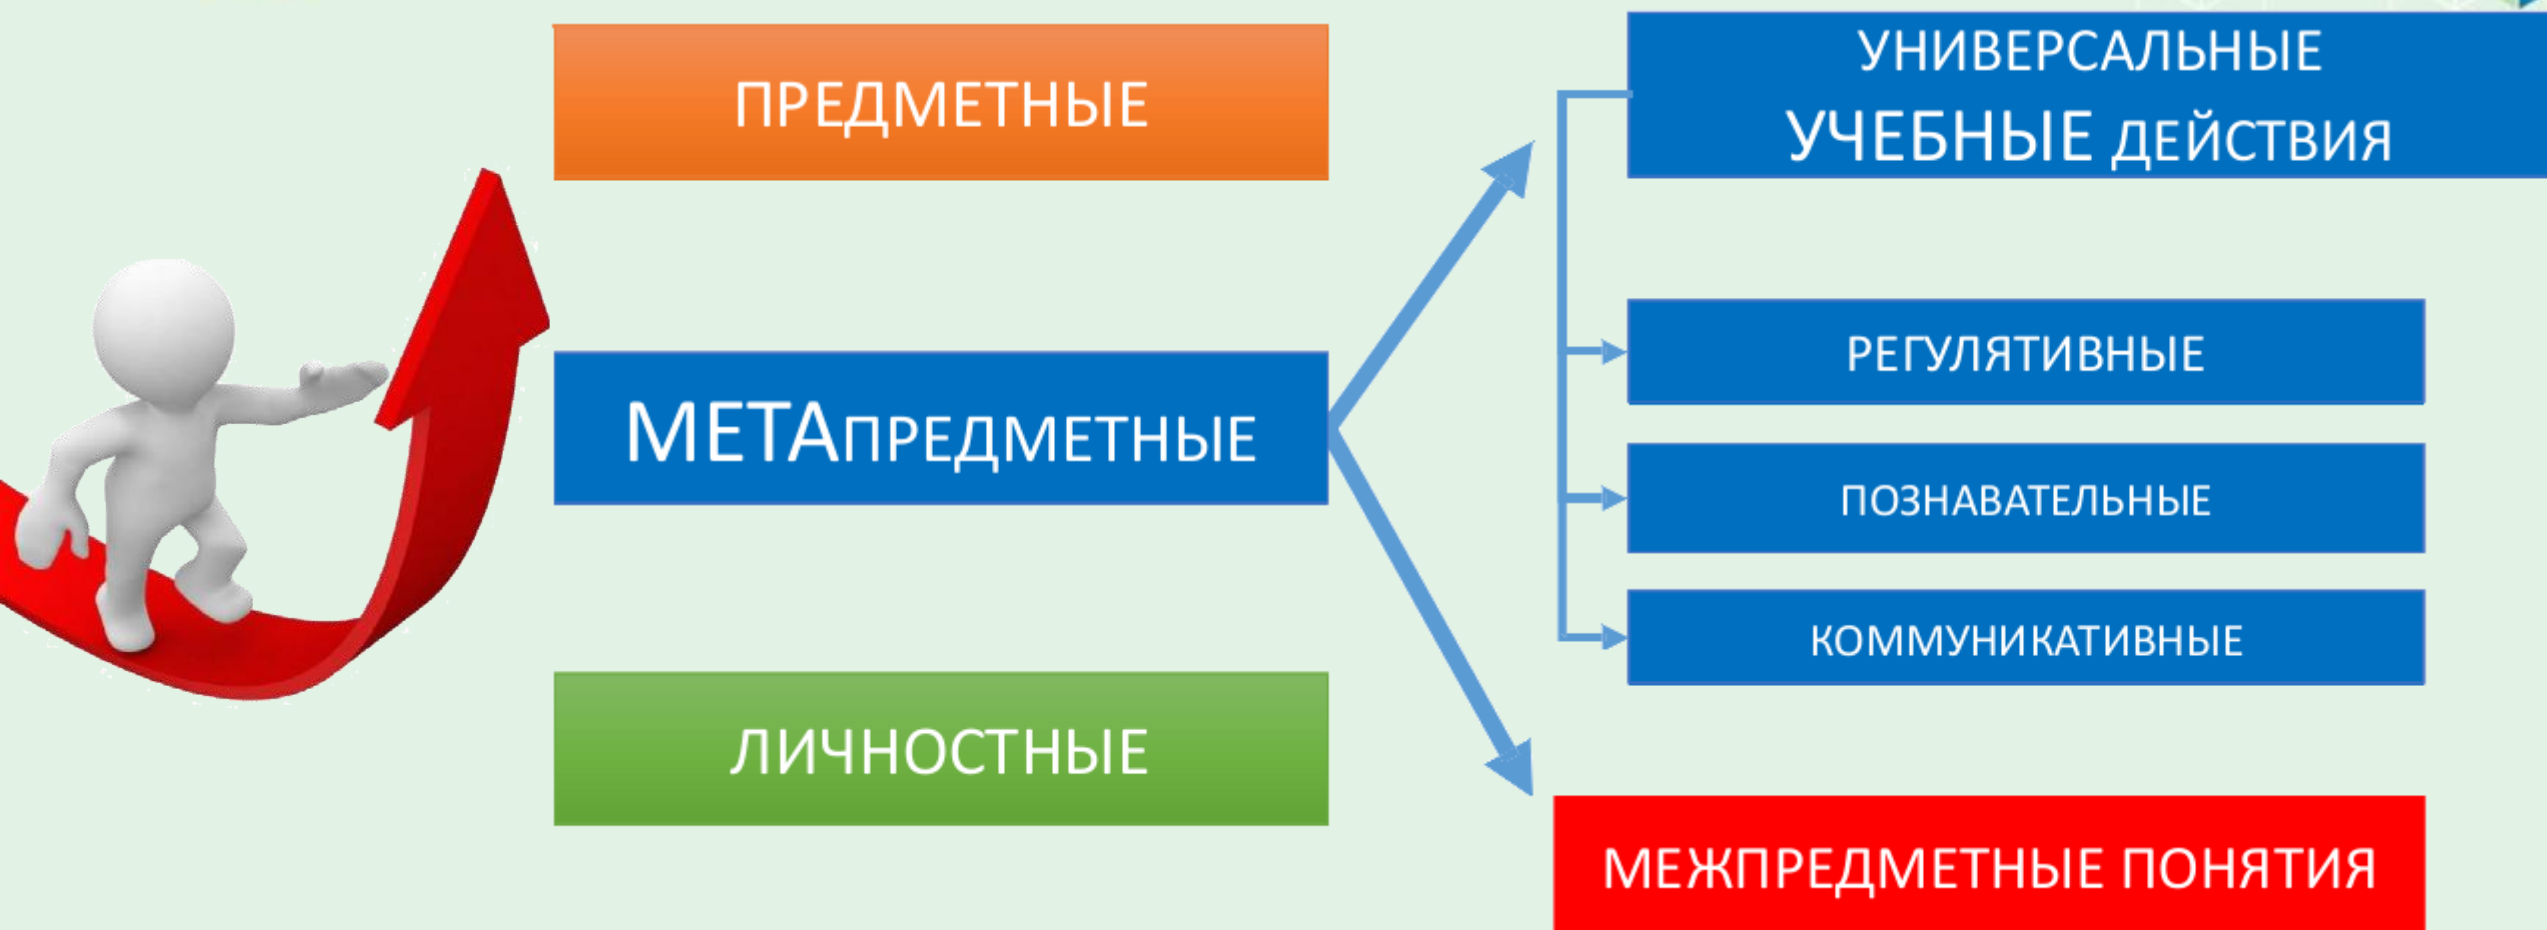 ПРЕДМЕТНЫЕ
МЕТАПРЕДМЕТНЫЕ
ЛИЧНОСТНЫЕ
УНИВЕРСАЛЬНЫЕ
УЧЕБНЫЕ ДЕЙСТВИЯ
РЕГУЛЯТИВНЫЕ
ПОЗНАВАТЕЛЬНЫЕ
КОММУНИКАТИВНЫЕ
МЕЖПРЕДМЕТНЫЕ ПОНЯТИЯ